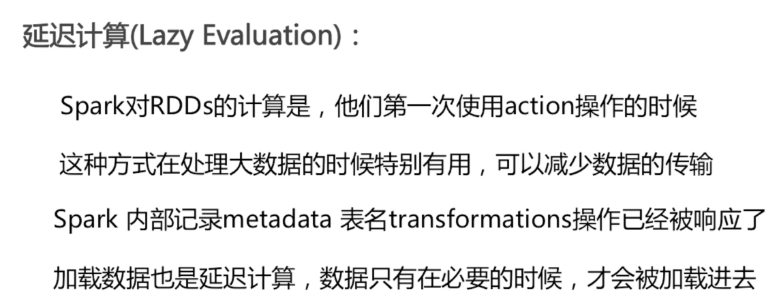 延迟计算(Lazy Evaluation)：
Spark对RDDs的计算是，他们第一次使用action操作的时候
这种方式在处理大数据的时候特别有用，可以减少数据的传输
Spark 内部记录metadata 表名transformations操作已经被响应了
加载数据也是延迟计算，数据只有在必要的时候，才会被加载进去